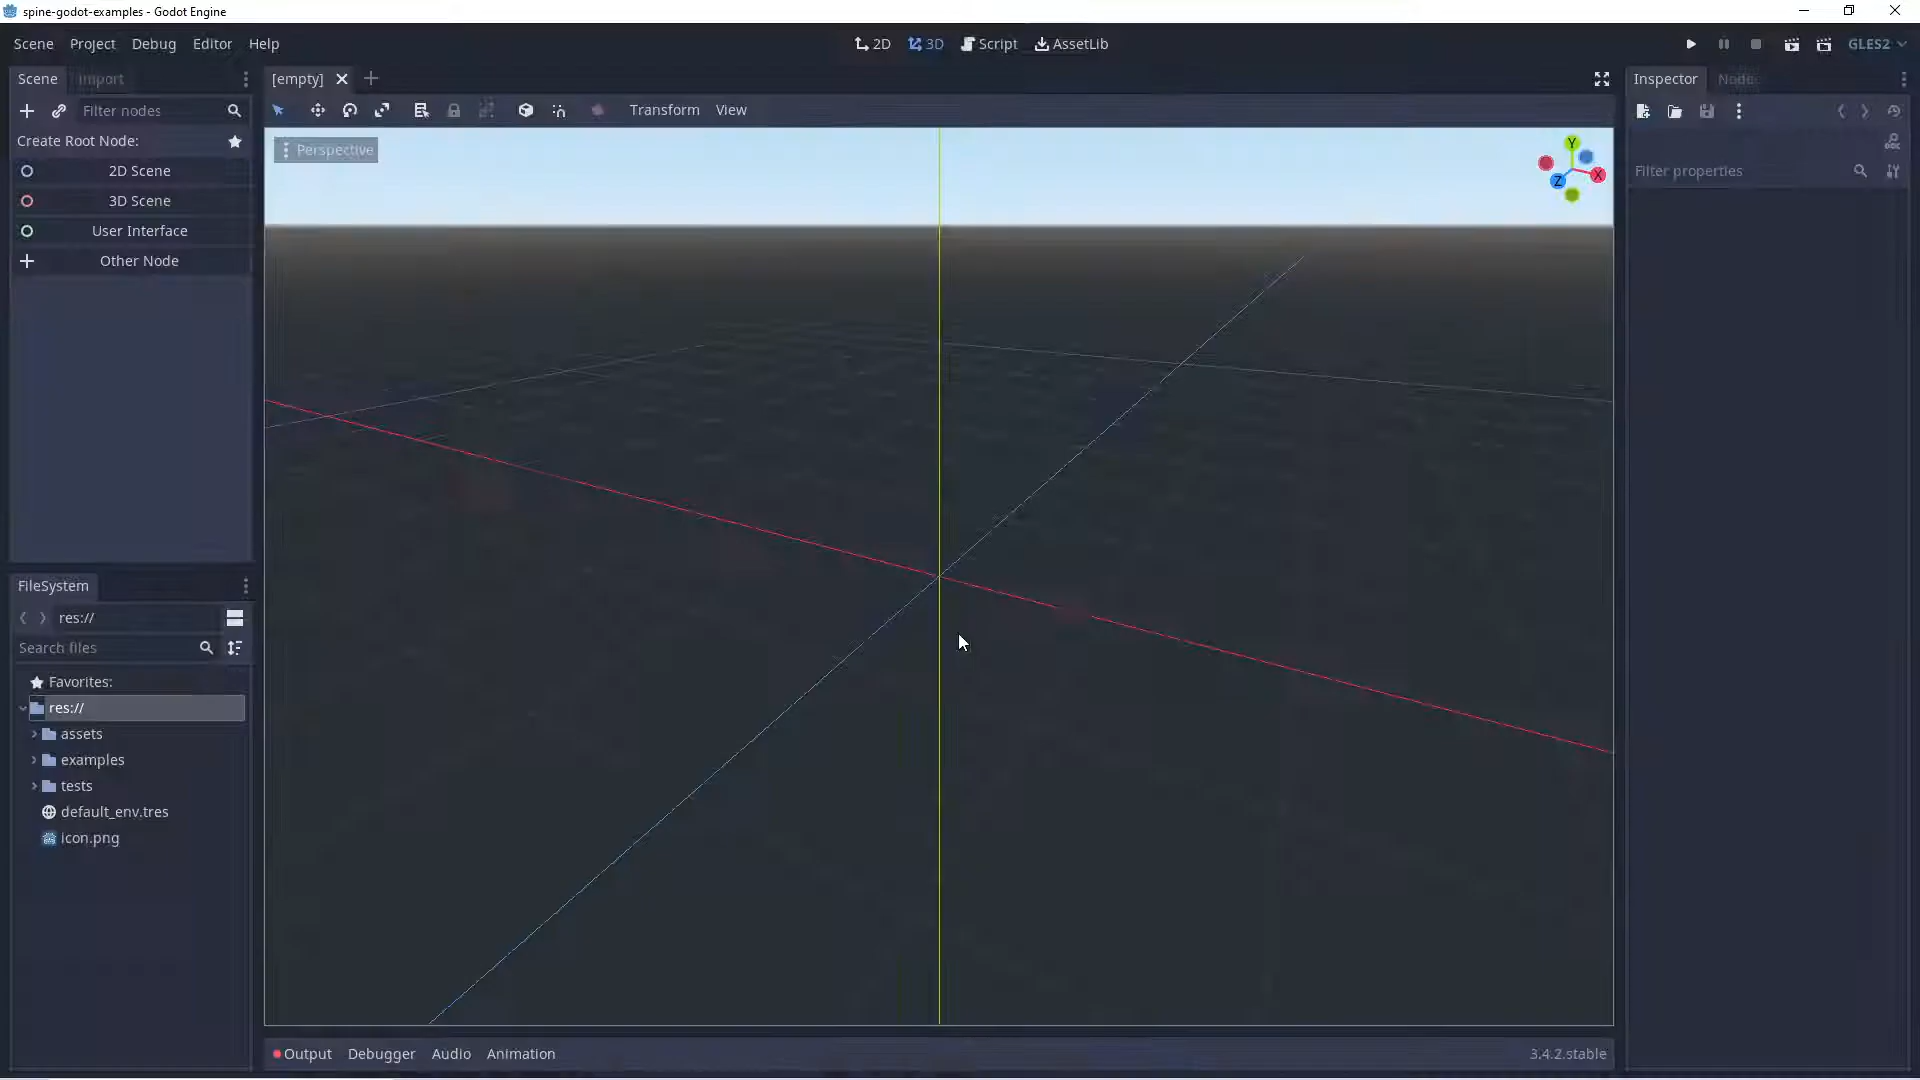 spine-godot-examples - Godot Engine
Scene Project Debug Editor Help
2D 3D Script AssetLib
GLES2
Scene Import
[empty]
Inspector Node
Filter nodes
Transform View
Create Root Node:
Perspective
Y
X
Z
2D Scene
Filter properties
3D Scene
User Interface
Other Node
FileSystem
res://
Search files
Favorites:
res://
assets
examples
tests
default_env.tres
icon.png
Output Debugger Audio Animation
3.4.2.stable